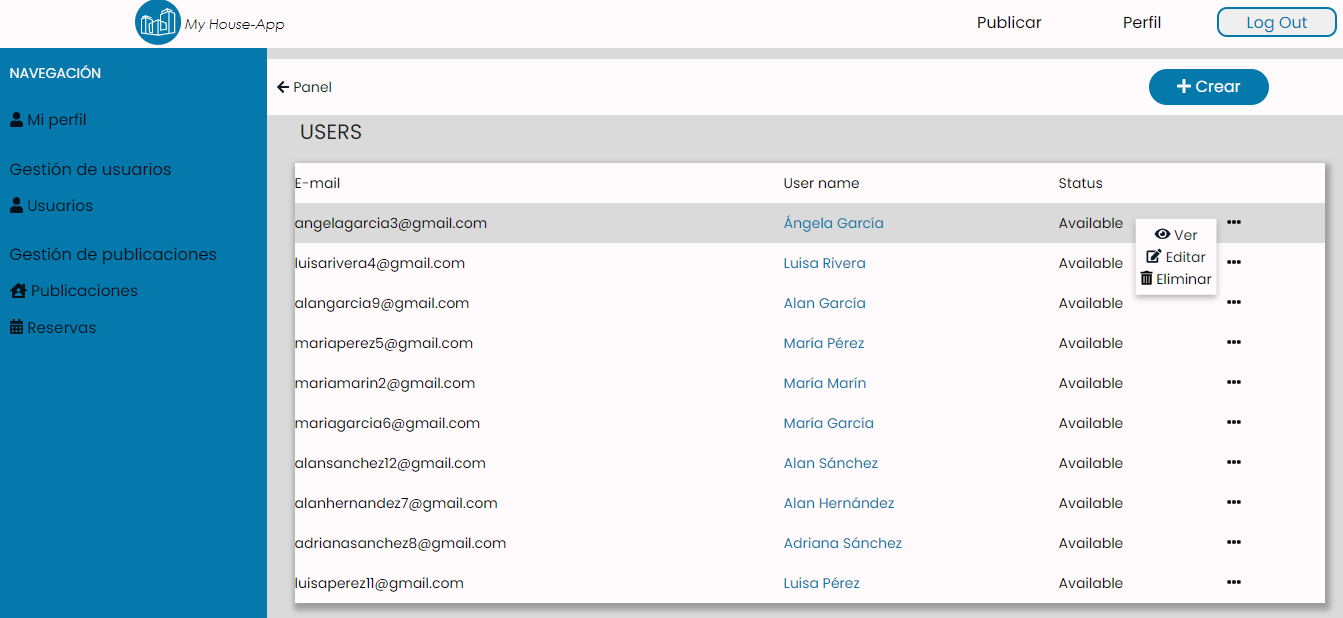 My House-App
Publicar Perfil Log Out
NAVEGACIÓN
Mi perfil
Gestión de usuarios
Usuarios
Gestión de publicaciones
Publicaciones
Reservas
Panel
Crear
USERS
E-mail User name Status
angelagarcia3@gmail.com Ángela García Available
luisarivera4@gmail.com Luisa Rivera Available
alangarcia9@gmail.com Alan García Available
mariaperez5@gmail.com María Pérez Available
mariamarin2@gmail.com María Marín Available
mariagarcia6@gmail.com María García Available
alansanchez12@gmail.com Alan Sánchez Available
alanhernandez7@gmail.com Alan Hernández Available
adrianasanchez8@gmail.com Adriana Sánchez Available
luisaperez11@gmail.com Luisa Pérez Available
Ver
Editar
Eliminar